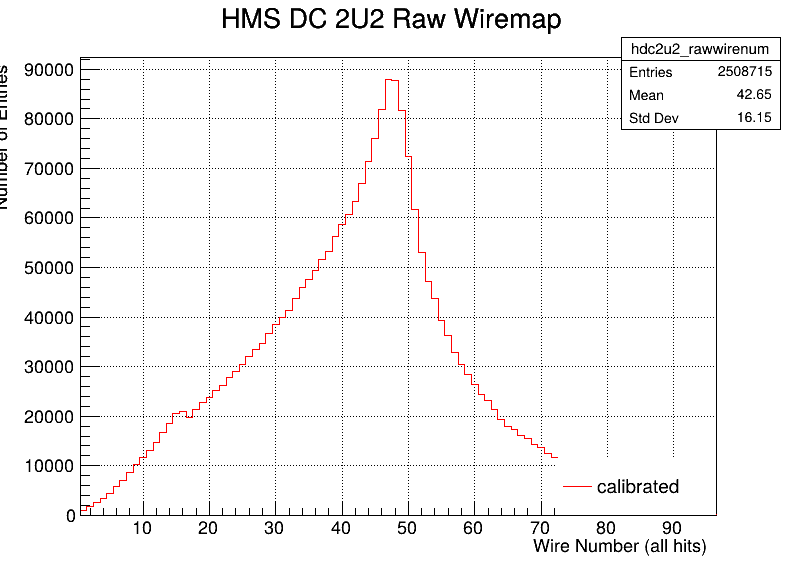 HMS DC 2U2 Raw Wiremap
hdc2u2_rawwirenum
Entries 2508715
Mean 42.65
Std Dev 16.15
Number of Entries
90000
80000
70000
60000
50000
40000
30000
20000
10000
0
calibrated
10 20 30 40 50 60 70 80 90
Wire Number (all hits)